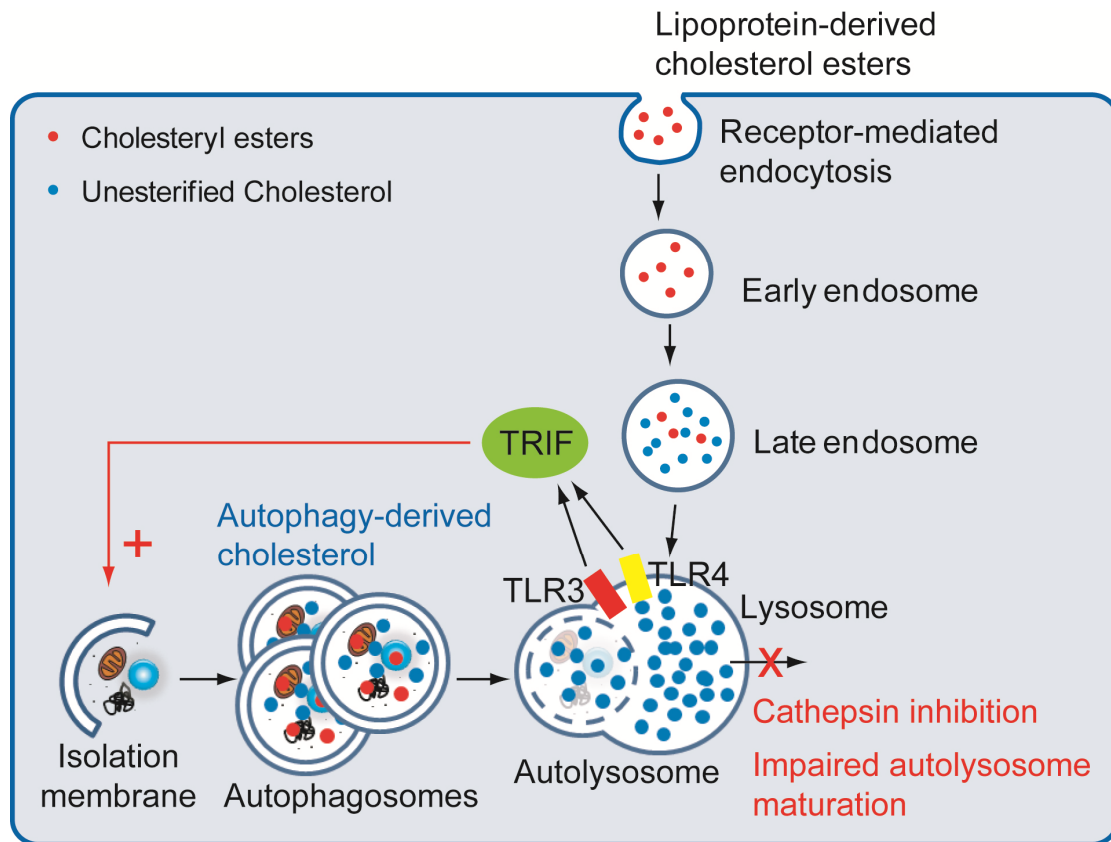 Lipoprotein-derived
cholesterol esters
Cholesteryl esters
Unesterified Cholesterol
Receptor-mediated
endocytosis
Early endosome
Late endosome
TRIF
+
Autophagy-derived
cholesterol
TLR3
TLR4
Lysosome
X
Cathepsin inhibition
Impaired autolysosome
maturation
Isolation
membrane
Autophagosomes
Autolysosome